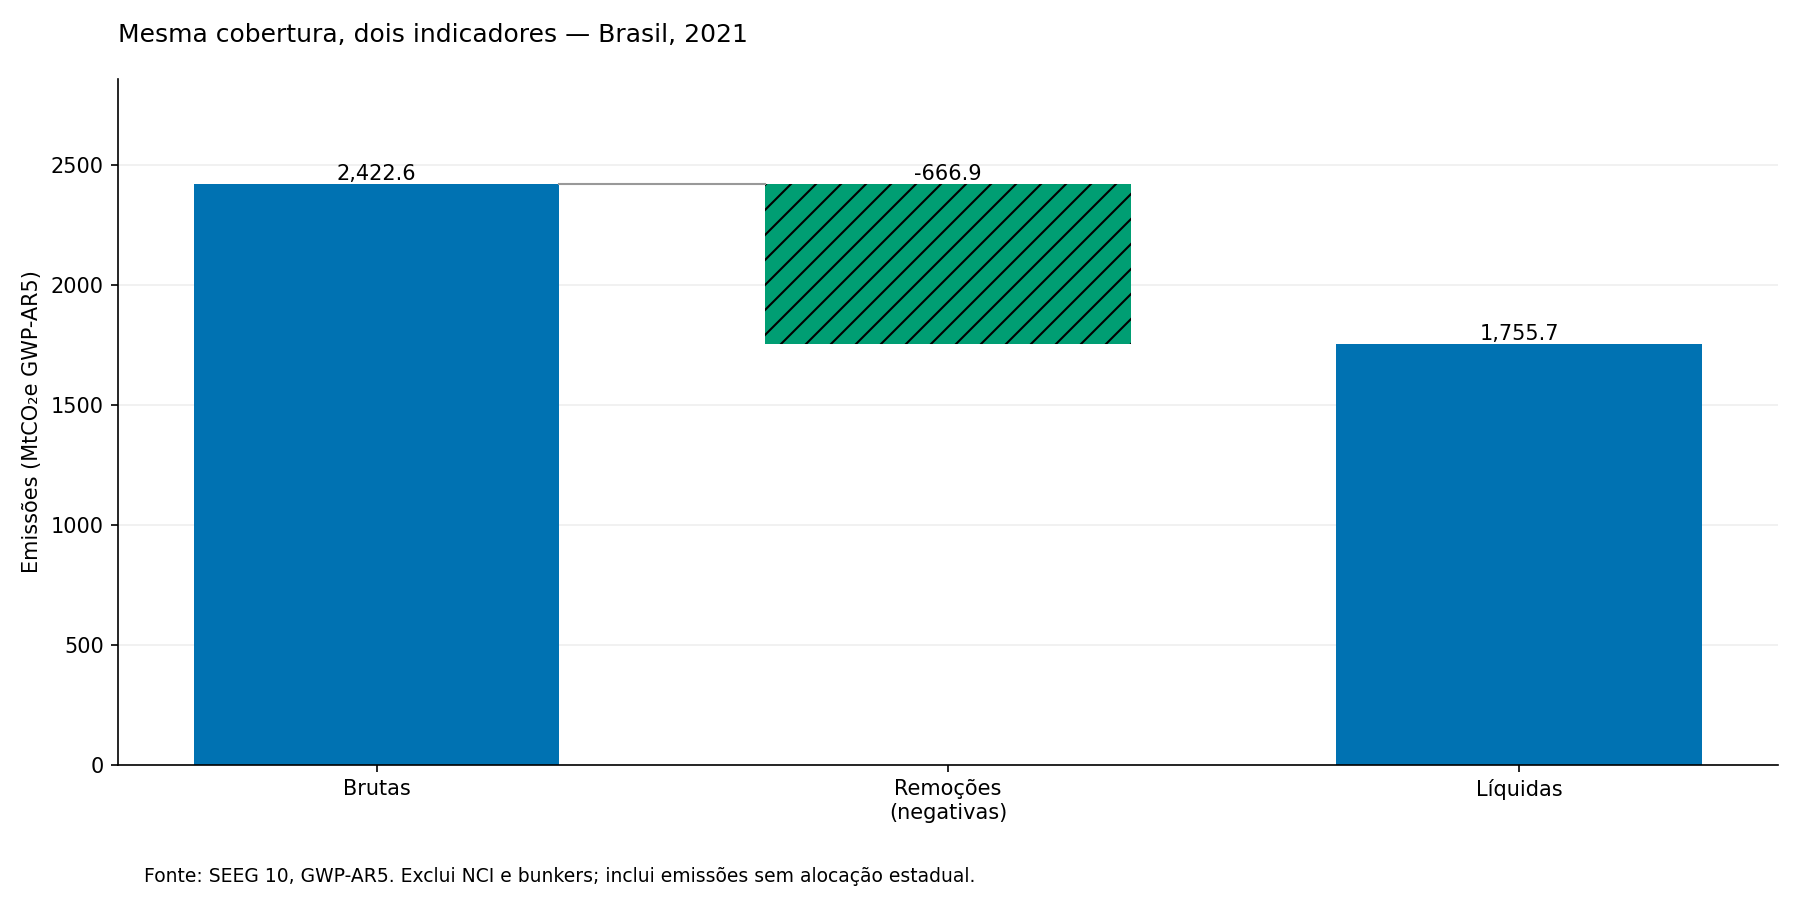 Mesma cobertura, dois indicadores — Brasil, 2021
Emissões (MtCO₂e GWP-AR5)
2500
2000
1500
1000
500
0
2,422.6
-666.9
1,755.7
Brutas
Remoções
(negativas)
Líquidas
Fonte: SEEG 10, GWP-AR5. Exclui NCI e bunkers; inclui emissões sem alocação estadual.